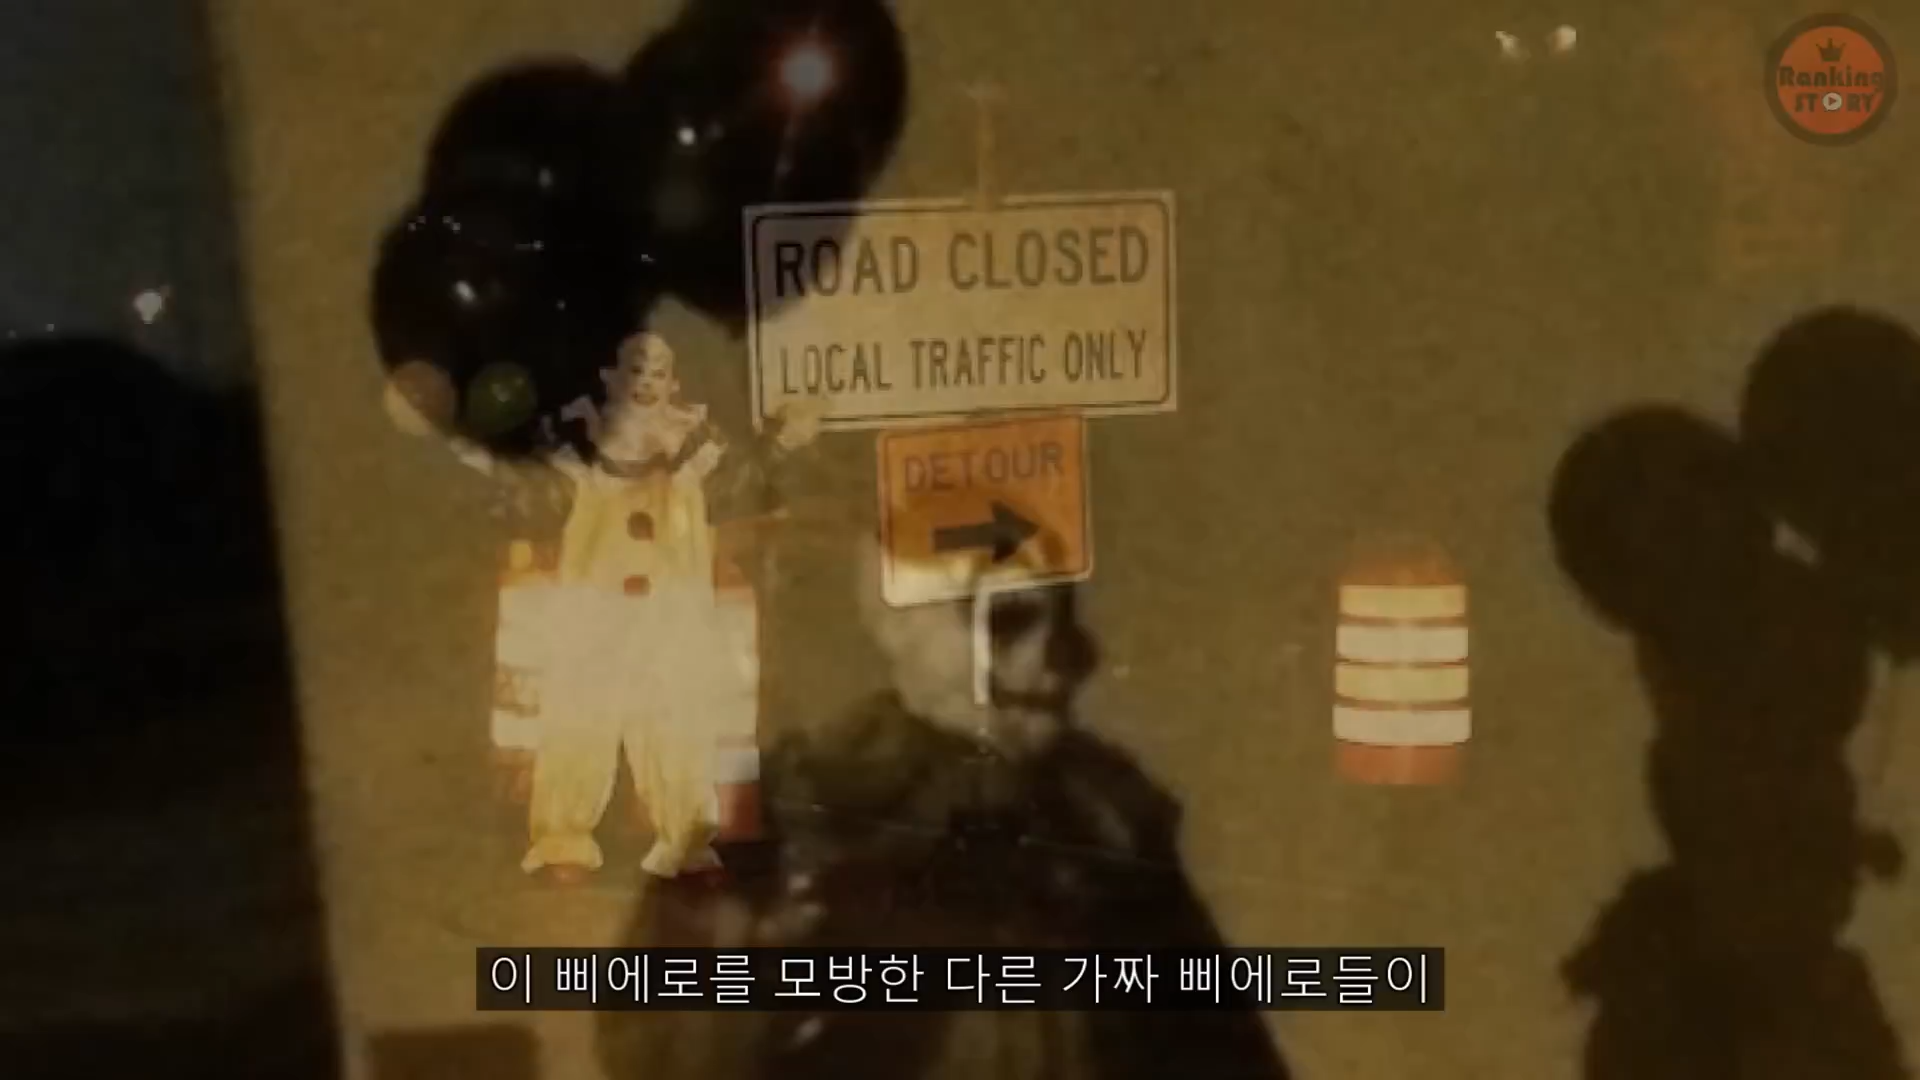 Ranking
STORY
ROAD CLOSED
LOCAL TRAFFIC ONLY
DETOUR
이 삐에로를 모방한 다른 가짜 삐에로들이